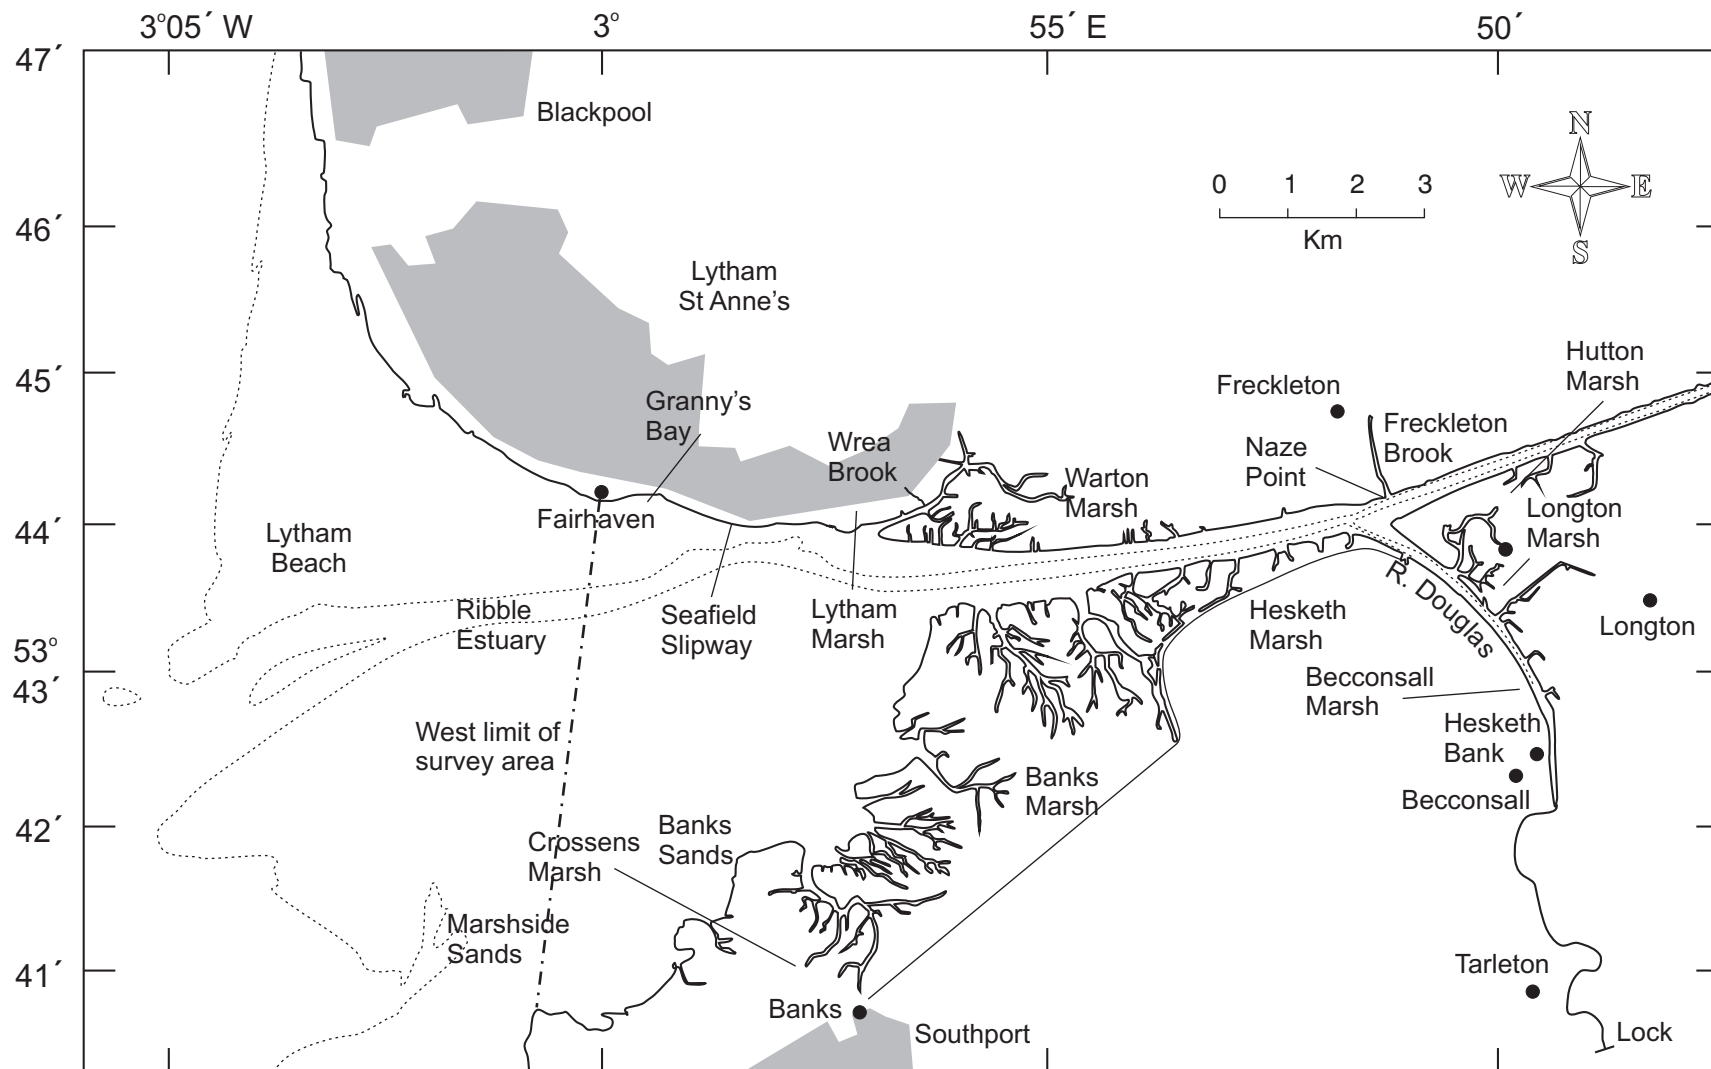 3°05´ W
3°
55´ E
50´
47´
46´
45´
44´
53°
43´
42´
41´
Blackpool
N
W
E
S
0 1 2 3
Km
Lytham
St Anne’s
Hutton
Marsh
Freckleton
Granny’s
Bay
Freckleton
Brook
Wrea
Brook
Naze
Point
Warton
Marsh
Fairhaven
Longton
Marsh
Lytham
Beach
R. Douglas
Ribble
Estuary
Seafield
Slipway
Lytham
Marsh
Hesketh
Marsh
Longton
Becconsall
Marsh
West limit of
survey area
Hesketh
Bank
Banks
Marsh
Becconsall
Crossens
Marsh
Banks
Sands
Marshside
Sands
Tarleton
Banks
Southport
Lock